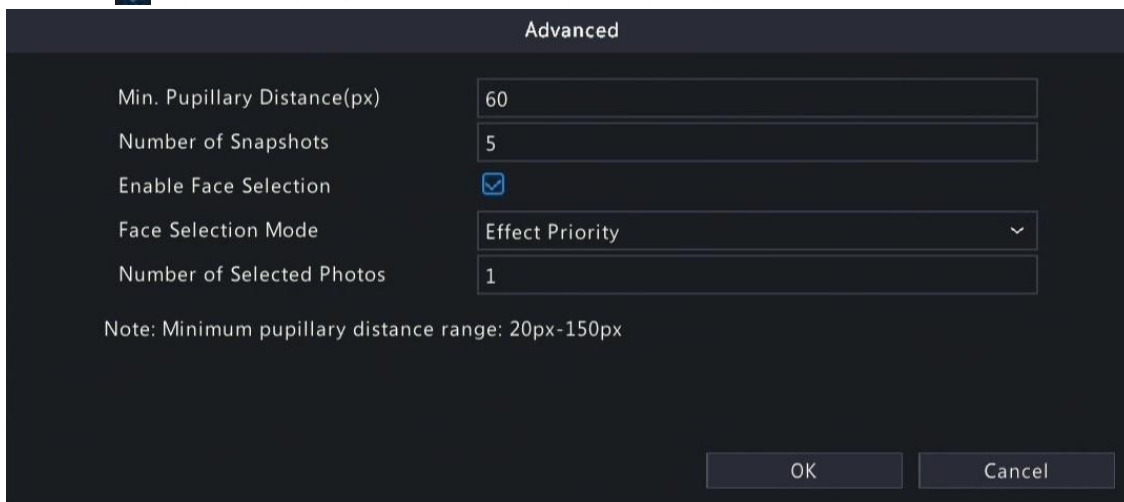 Advanced
Min. Pupillary Distance(px) 60
Number of Snapshots 5
Enable Face Selection
Face Selection Mode Effect Priority
Number of Selected Photos 1
Note: Minimum pupillary distance range: 20px-150px
OK Cancel